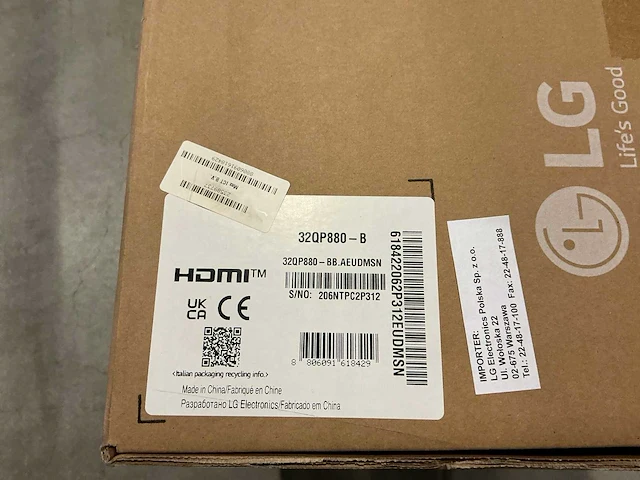 LG
Life's Good
32QP880-B
32QP880-BB.AEUDMSN
S/NO: 206NTPC2P312
HDMI™
UK
CA CE
8 806091 618429
618422062P312EUDMSN
<Italian packaging recycling info.>
Made in China/Fabriqué en Chine
Разработано LG Electronics/Fabricado em China
IMPORTER:
LG Electronics Polska Sp. z o.o.
Ul. Wołoska 22
02-675 Warszawa
Tel.: 22-48-17-100 Fax: 22-48-17-888